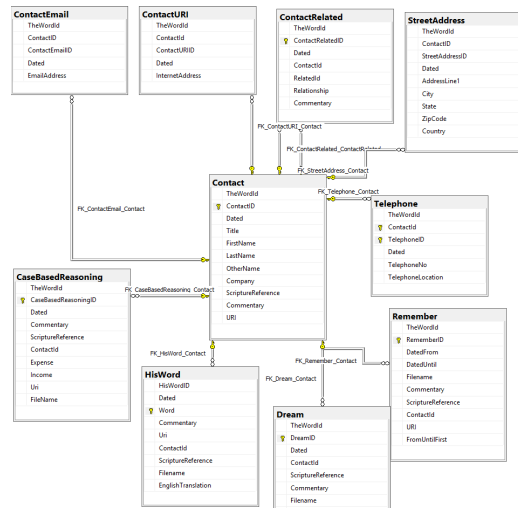 ContactEmail
TheWordId
ContactID
ContactEmailID
Dated
EmailAddress
ContactURI
TheWordId
ContactId
ContactURIID
Dated
InternetAddress
ContactRelated
TheWordId
ContactRelatedID
Dated
ContactId
RelatedId
Relationship
Commentary
StreetAddress
TheWordId
ContactID
StreetAddressID
Dated
AddressLine1
City
State
ZipCode
Country
FK_ContactURI_Contact
FK_ContactRelated_ContactRelated
FK_StreetAddress_Contact
FK_Telephone_Contact
FK_ContactEmail_Contact
Contact
TheWordId
ContactID
Dated
Title
FirstName
LastName
OtherName
Company
ScriptureReference
Commentary
URI
Telephone
TheWordId
ContactId
TelephoneID
Dated
TelephoneNo
TelephoneLocation
CaseBasedReasoning
TheWordId
CaseBasedReasoningID
Dated
Commentary
ScriptureReference
ContactId
Expense
Income
Uri
FileName
FK_CaseBasedReasoning_Contact
FK_HisWord_Contact
FK_Remember_Contact
FK_Dream_Contact
Remember
TheWordId
RememberID
DatedFrom
DatedUntil
Filename
Commentary
ScriptureReference
ContactId
URI
FromUntilFirst
HisWord
HisWordID
Dated
Word
Commentary
Uri
ContactId
ScriptureReference
Filename
EnglishTranslation
Dream
TheWordId
DreamID
Dated
ContactId
ScriptureReference
Commentary
Filename